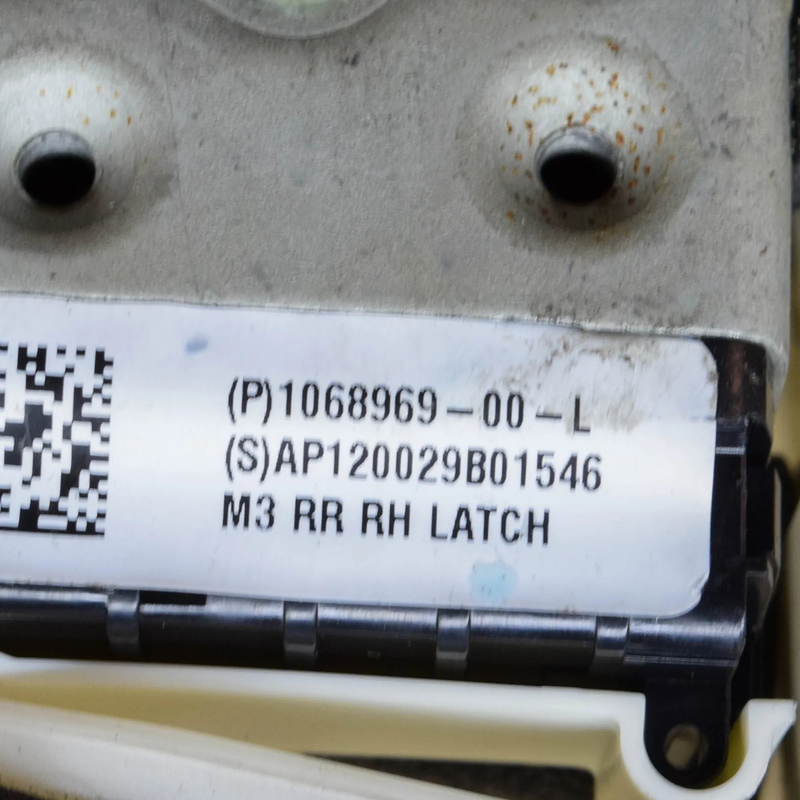 (P)1068969-00-L
(S)AP120029B01546
M3 RR RH LATCH